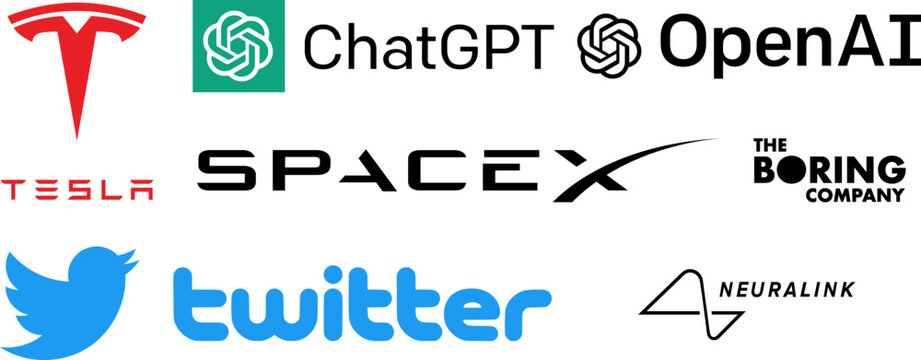 ChatGPT
OpenAI
TESLA
SPACEX
THE
BORING
COMPANY
twitter
NEURALINK